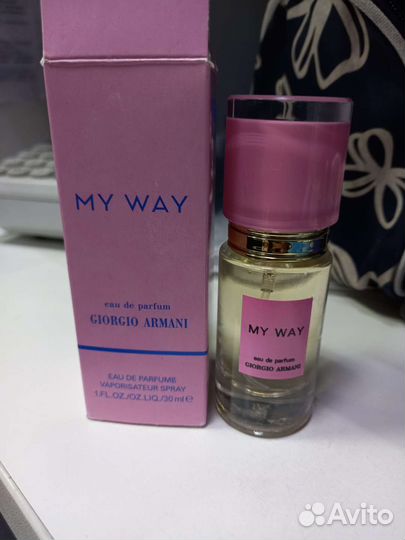 MY WAY
eau de parfum
GIORGIO ARMANI
EAU DE PARFUME
VAPORISATEUR SPRAY
1.FL.OZ./OZ.LIQ./30 ml e
MY WAY
eau de parfum
GIORGIO ARMANI
Avito